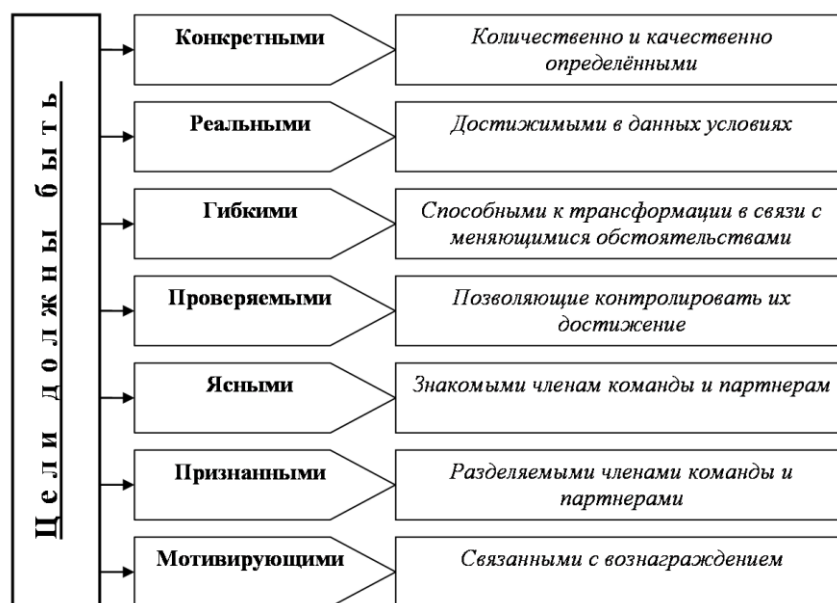 Цели должны быть
Конкретными
Количественно и качественно
определёнными
Реальными
Достижимыми в данных условиях
Гибкими
Способными к трансформации в связи с
меняющимися обстоятельствами
Проверяемыми
Позволяющие контролировать их
достижение
Ясными
Знакомыми членам команды и партнерам
Признанными
Разделяемыми членами команды и
партнерами
Мотивирующими
Связанными с вознаграждением